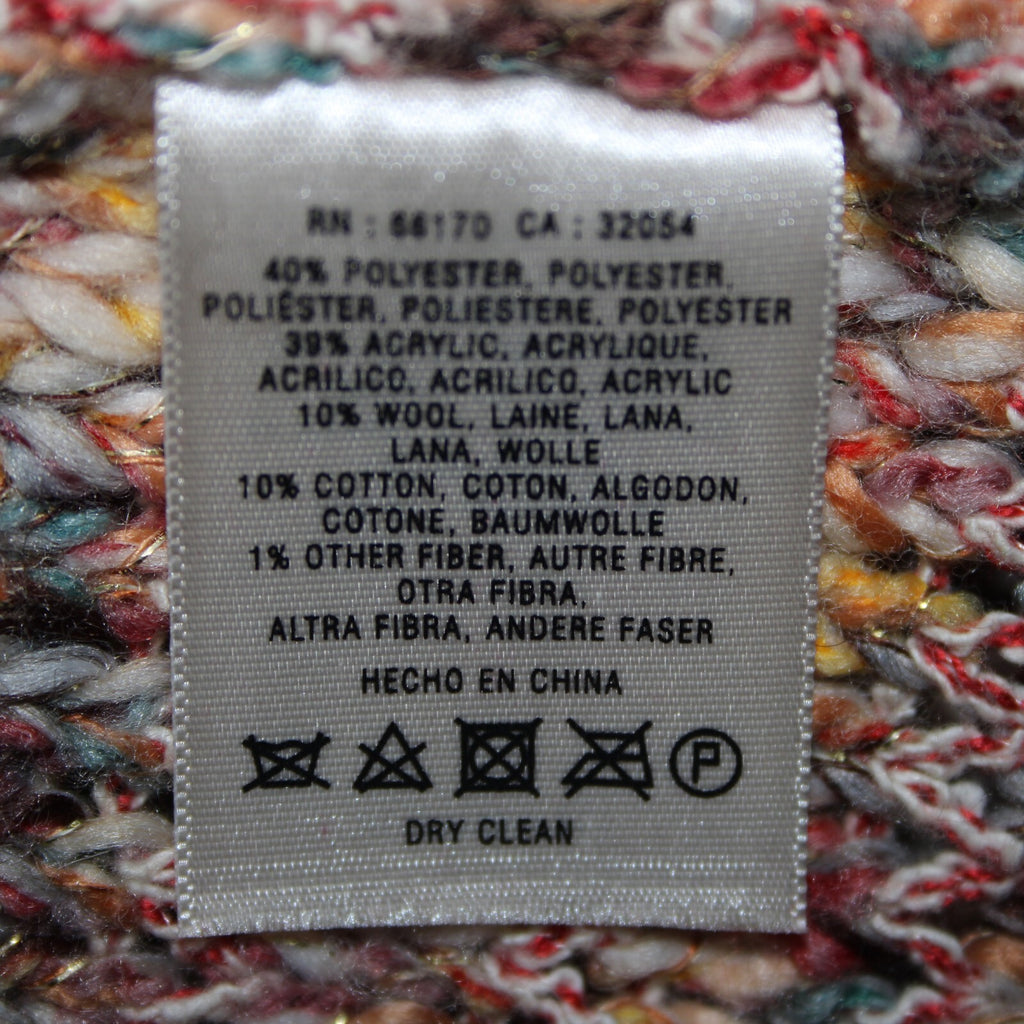 RN : 66170 CA : 32054
40% POLYESTER, POLYESTER,
POLIÉSTER, POLIESTERE, POLYESTER
39% ACRYLIC, ACRYLIQUE,
ACRILICO, ACRILICO, ACRYLIC
10% WOOL, LAINE, LANA,
LANA, WOLLE
10% COTTON, COTON, ALGODON,
COTONE, BAUMWOLLE
1% OTHER FIBER, AUTRE FIBRE,
OTRA FIBRA,
ALTRA FIBRA, ANDERE FASER
HECHO EN CHINA
P
DRY CLEAN